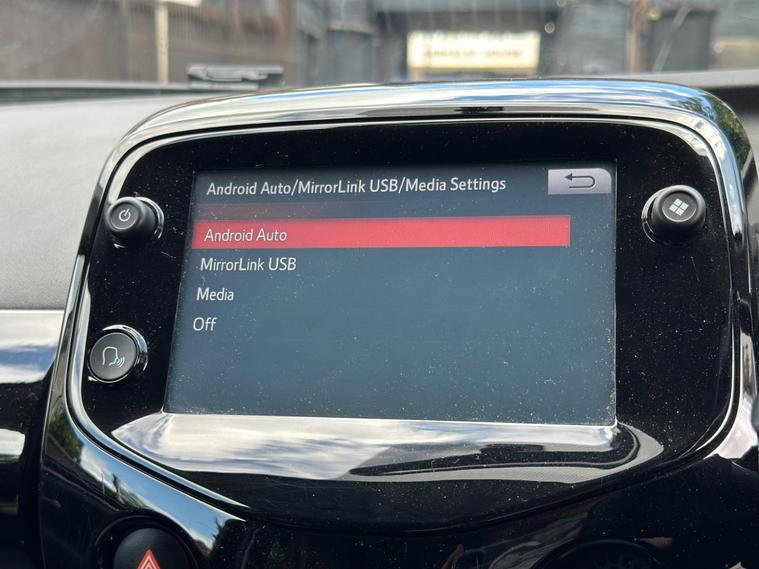 Android Auto/MirrorLink USB/Media Settings
Android Auto
MirrorLink USB
Media
Off